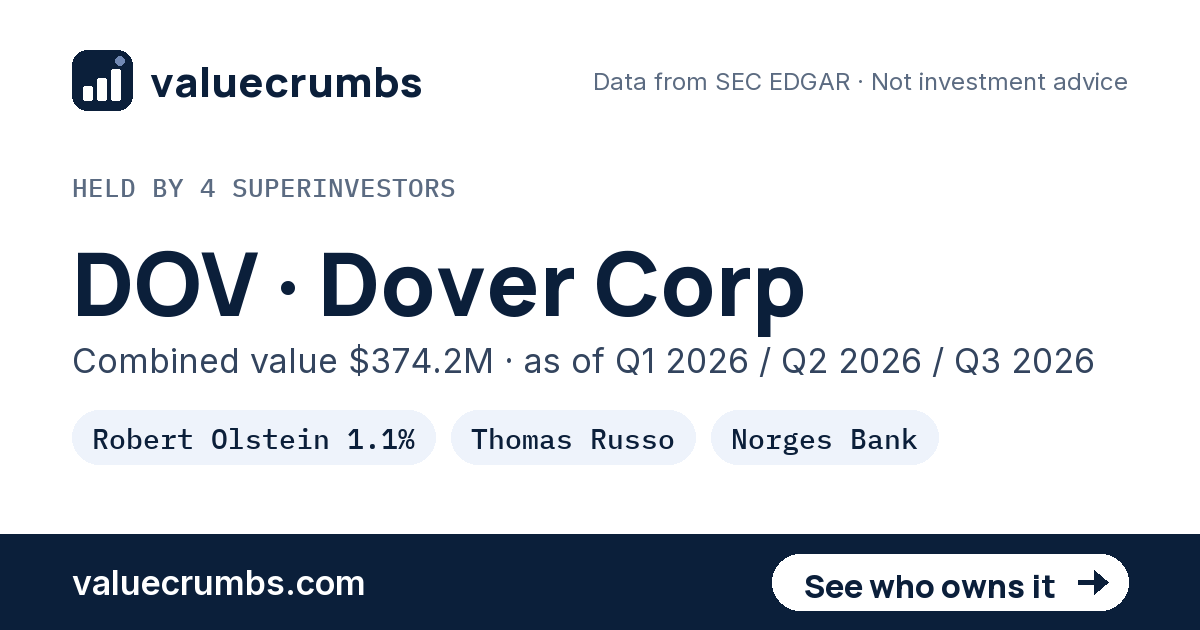 valuecrumbs
Data from SEC EDGAR · Not investment advice
HELD BY 4 SUPERINVESTORS
DOV · Dover Corp
Combined value $374.2M · as of Q1 2026 / Q2 2026 / Q3 2026
Robert Olstein 1.1%
Thomas Russo
Norges Bank
valuecrumbs.com
See who owns it →